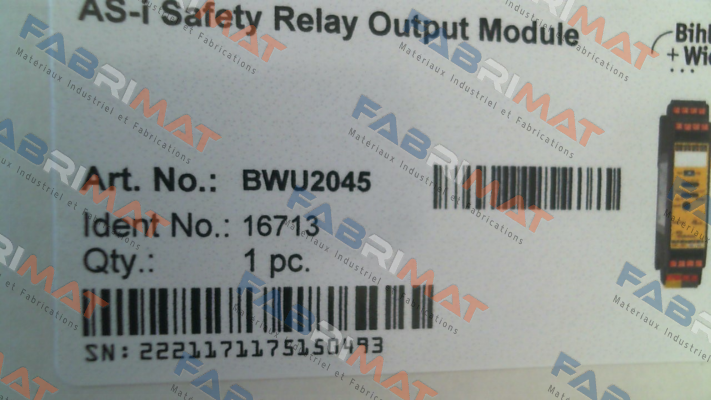 AS-i Safety Relay Output Module
Bihl
+ Wie
Art. No.: BWU2045
Ident No.: 16713
Qty.: 1 pc.
SN: 2221171175150493
FABRIMAT
Materiaux Industriel et Fabrications